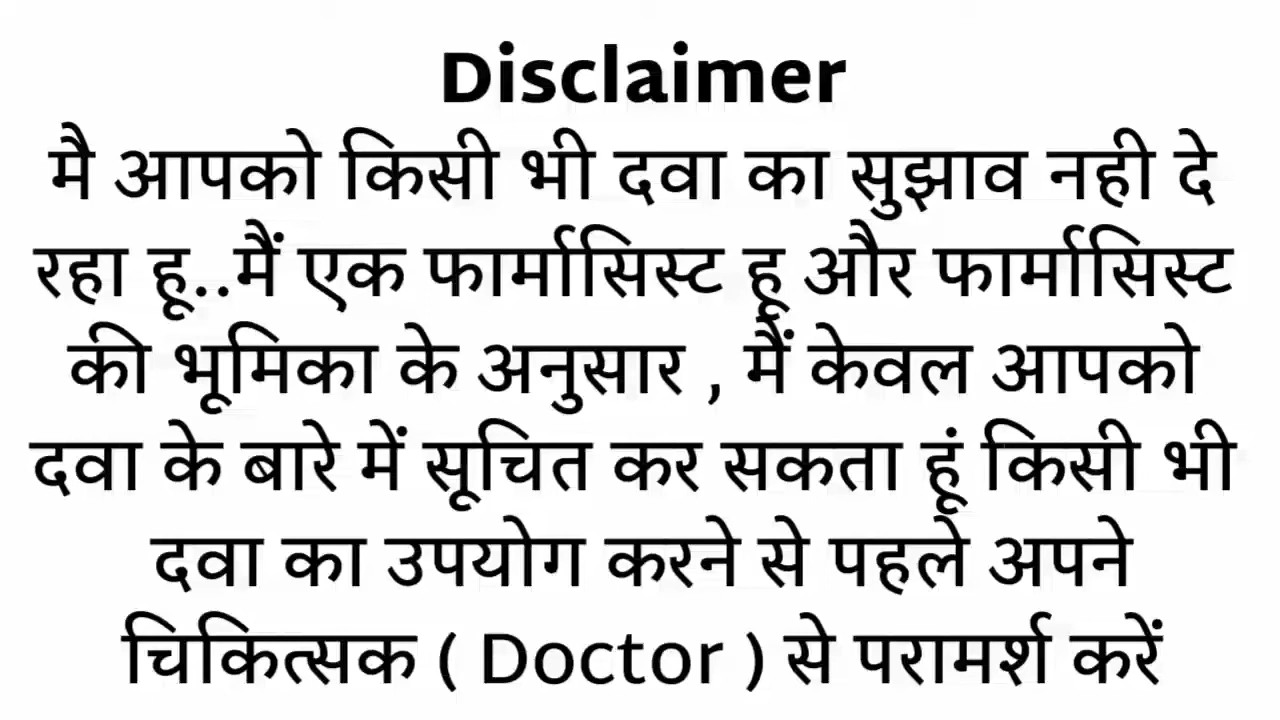 Disclaimer
मै आपको किसी भी दवा का सुझाव नही दे
रहा हू..मैं एक फार्मासिस्ट हू और फार्मासिस्ट
की भूमिका के अनुसार , मैं केवल आपको
दवा के बारे में सूचित कर सकता हूं किसी भी
दवा का उपयोग करने से पहले अपने
चिकित्सक ( Doctor ) से परामर्श करें